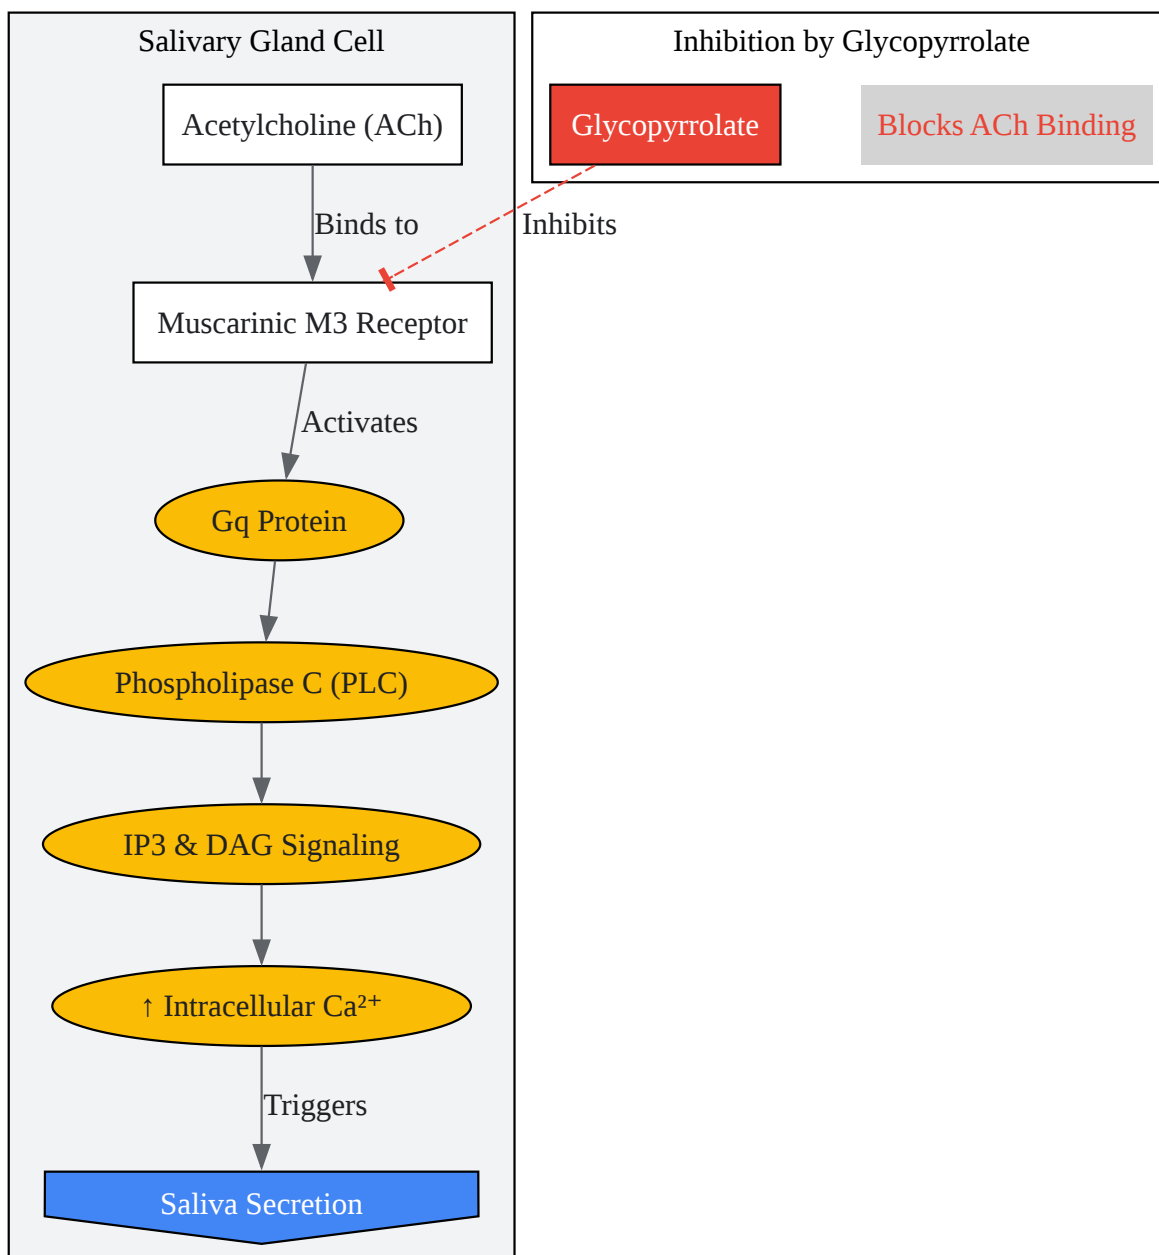 Salivary Gland Cell
Acetylcholine (ACh)
Binds to
Muscarinic M3 Receptor
Activates
Gq Protein
Phospholipase C (PLC)
IP3 & DAG Signaling
↑ Intracellular Ca²⁺
Triggers
Saliva Secretion
Inhibition by Glycopyrrolate
Glycopyrrolate
Blocks ACh Binding
Inhibits